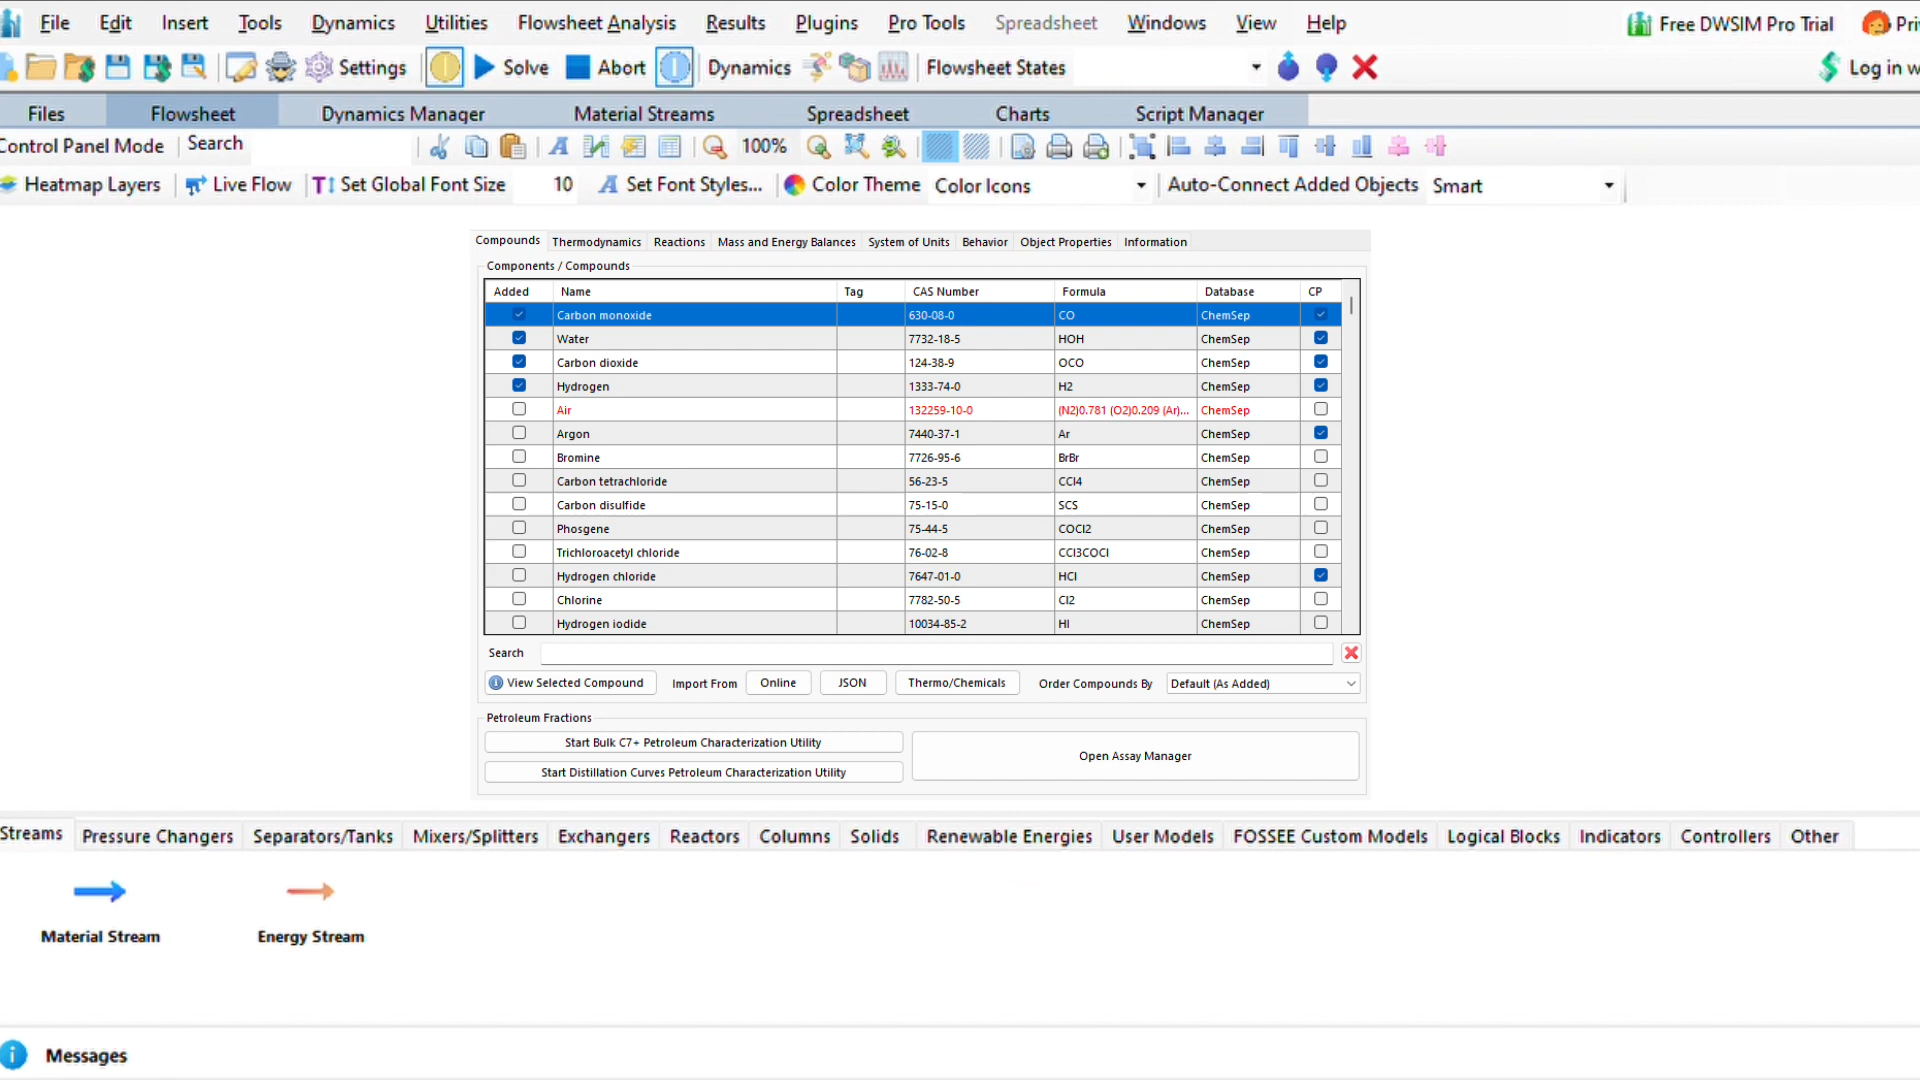 File Edit Insert Tools Dynamics Utilities Flowsheet Analysis Results Plugins Pro Tools Spreadsheet Windows View Help Free DWSIM Pro Trial
Settings Solve Abort Dynamics Flowsheet States Log in
Files Flowsheet Dynamics Manager Material Streams Spreadsheet Charts Script Manager
Control Panel Mode Search 100%
Heatmap Layers Live Flow Set Global Font Size 10 Set Font Styles... Color Theme Color Icons Auto-Connect Added Objects Smart
Compounds Thermodynamics Reactions Mass and Energy Balances System of Units Behavior Object Properties Information
Components / Compounds
Added Name Tag CAS Number Formula Database CP
Carbon monoxide 630-08-0 CO ChemSep
Water 7732-18-5 HOH ChemSep
Carbon dioxide 124-38-9 OCO ChemSep
Hydrogen 1333-74-0 H2 ChemSep
Air 132259-10-0 (N2)0.781 (O2)0.209 (Ar)... ChemSep
Argon 7440-37-1 Ar ChemSep
Bromine 7726-95-6 BrBr ChemSep
Carbon tetrachloride 56-23-5 CCl4 ChemSep
Carbon disulfide 75-15-0 SCS ChemSep
Phosgene 75-44-5 COCl2 ChemSep
Trichloroacetyl chloride 76-02-8 CCl3COCl ChemSep
Hydrogen chloride 7647-01-0 HCl ChemSep
Chlorine 7782-50-5 Cl2 ChemSep
Hydrogen iodide 10034-85-2 HI ChemSep
Search
View Selected Compound Import From Online JSON Thermo/Chemicals Order Compounds By Default (As Added)
Petroleum Fractions
Start Bulk C7+ Petroleum Characterization Utility
Open Assay Manager
Start Distillation Curves Petroleum Characterization Utility
Streams Pressure Changers Separators/Tanks Mixers/Splitters Exchangers Reactors Columns Solids Renewable Energies User Models FOSSEE Custom Models Logical Blocks Indicators Controllers Other
Material Stream Energy Stream
Messages